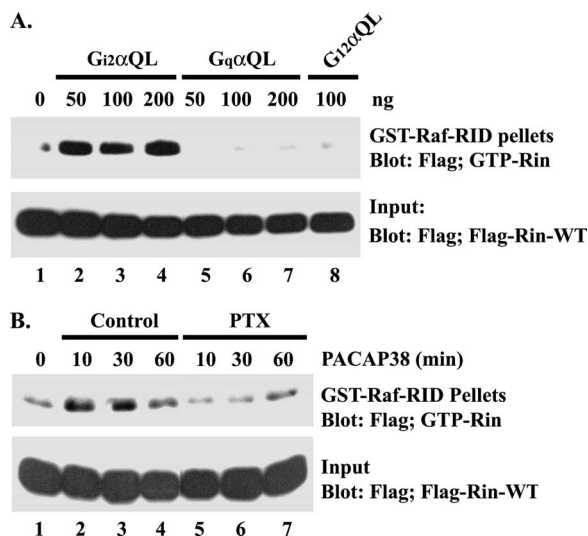 A.
Gi2αQL GqαQL G12αQL
0 50 100 200 50 100 200 100 ng
GST-Raf-RID pellets
Blot: Flag; GTP-Rin
Input:
Blot: Flag; Flag-Rin-WT
1 2 3 4 5 6 7 8
B.
Control PTX
0 10 30 60 10 30 60 PACAP38 (min)
GST-Raf-RID Pellets
Blot: Flag; GTP-Rin
Input
Blot: Flag; Flag-Rin-WT
1 2 3 4 5 6 7